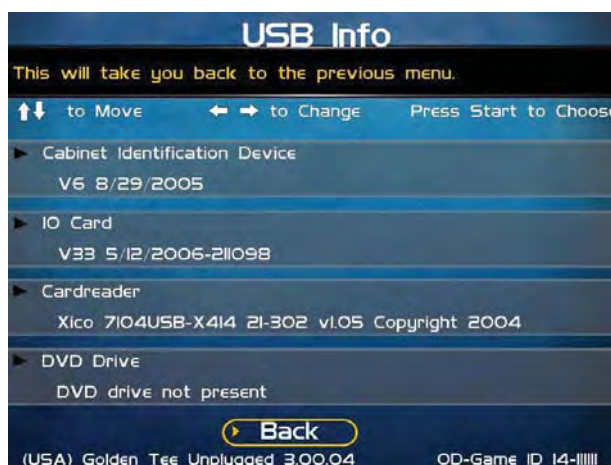 USB Info
This will take you back to the previous menu.
to Move to Change Press Start to Choose
Cabinet Identification Device
V6 8/29/2005
IO Card
V33 5/12/2006-211098
Cardreader
Xico 7104USB-X414 21-302 v1.05 Copyright 2004
DVD Drive
DVD drive not present
Back
(USA) Golden Tee Unplugged 3.00.04 OD-Game ID 14-111111